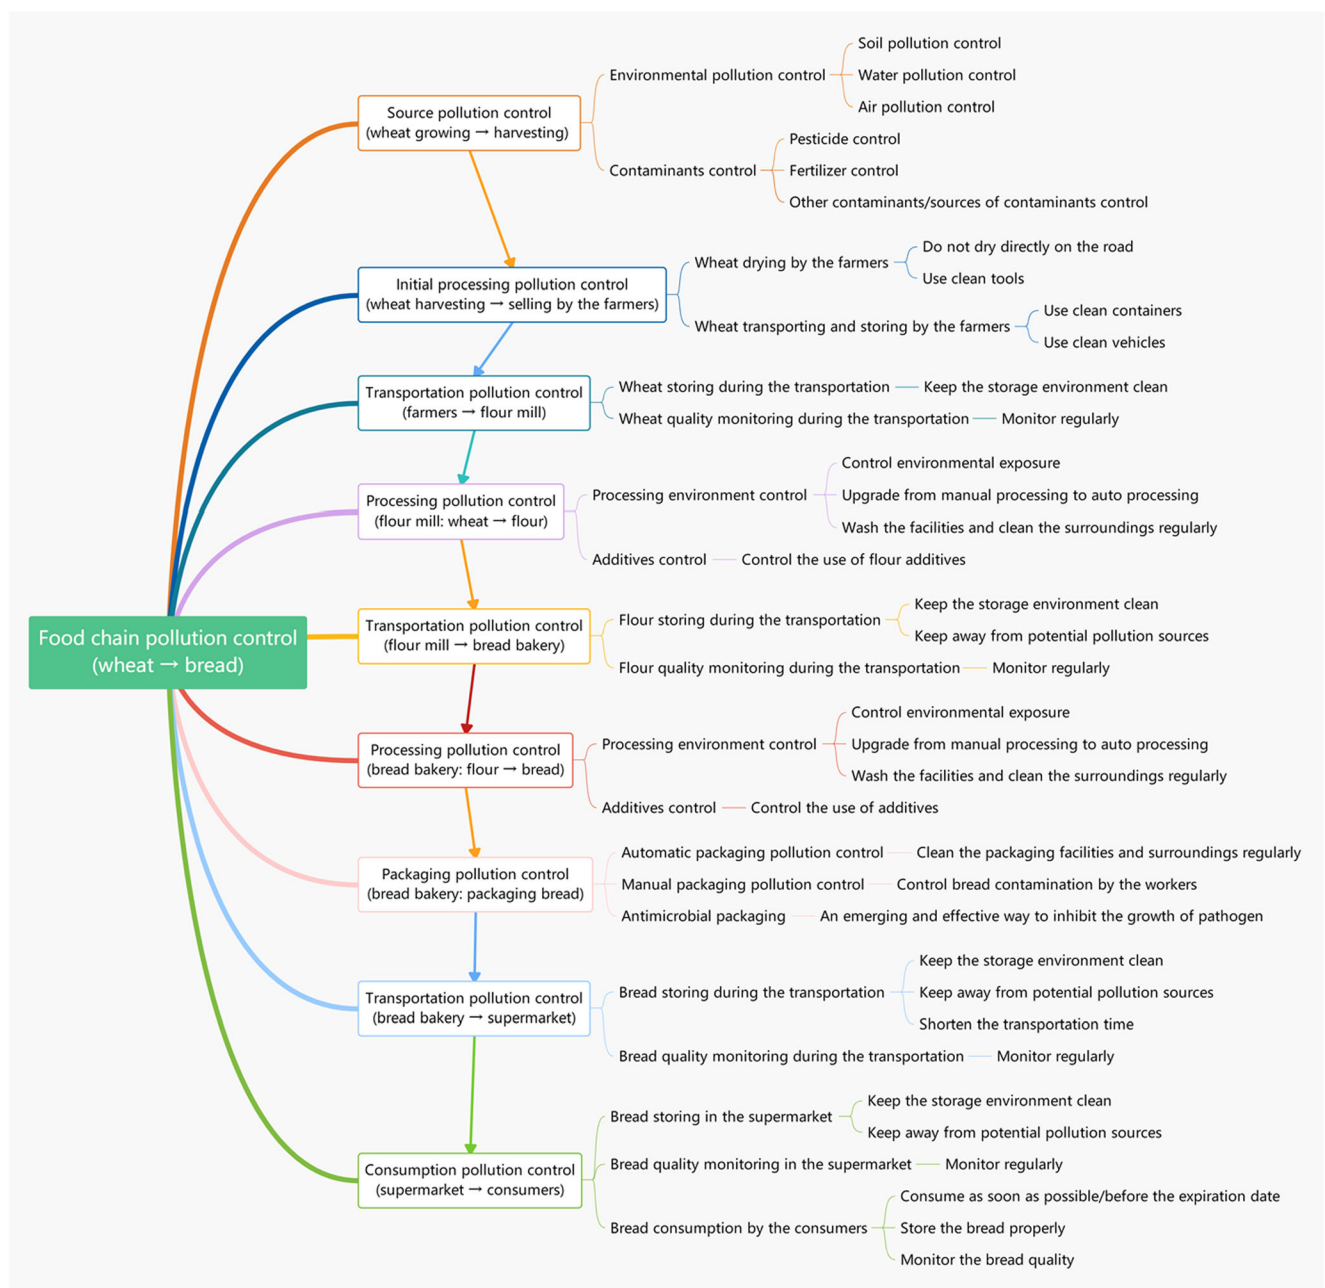 Food chain pollution control
(wheat → bread)
Source pollution control
(wheat growing → harvesting)
Environmental pollution control
Soil pollution control
Water pollution control
Air pollution control
Contaminants control
Pesticide control
Fertilizer control
Other contaminants/sources of contaminants control
Initial processing pollution control
(wheat harvesting → selling by the farmers)
Wheat drying by the farmers
Do not dry directly on the road
Use clean tools
Wheat transporting and storing by the farmers
Use clean containers
Use clean vehicles
Transportation pollution control
(farmers → flour mill)
Wheat storing during the transportation
Keep the storage environment clean
Wheat quality monitoring during the transportation
Monitor regularly
Processing pollution control
(flour mill: wheat → flour)
Processing environment control
Control environmental exposure
Upgrade from manual processing to auto processing
Wash the facilities and clean the surroundings regularly
Additives control
Control the use of flour additives
Transportation pollution control
(flour mill → bread bakery)
Flour storing during the transportation
Keep the storage environment clean
Keep away from potential pollution sources
Flour quality monitoring during the transportation
Monitor regularly
Processing pollution control
(bread bakery: flour → bread)
Processing environment control
Control environmental exposure
Upgrade from manual processing to auto processing
Wash the facilities and clean the surroundings regularly
Additives control
Control the use of additives
Packaging pollution control
(bread bakery: packaging bread)
Automatic packaging pollution control
Clean the packaging facilities and surroundings regularly
Manual packaging pollution control
Control bread contamination by the workers
Antimicrobial packaging
An emerging and effective way to inhibit the growth of pathogen
Transportation pollution control
(bread bakery → supermarket)
Bread storing during the transportation
Keep the storage environment clean
Keep away from potential pollution sources
Shorten the transportation time
Bread quality monitoring during the transportation
Monitor regularly
Consumption pollution control
(supermarket → consumers)
Bread storing in the supermarket
Keep the storage environment clean
Keep away from potential pollution sources
Bread quality monitoring in the supermarket
Monitor regularly
Bread consumption by the consumers
Consume as soon as possible/before the expiration date
Store the bread properly
Monitor the bread quality